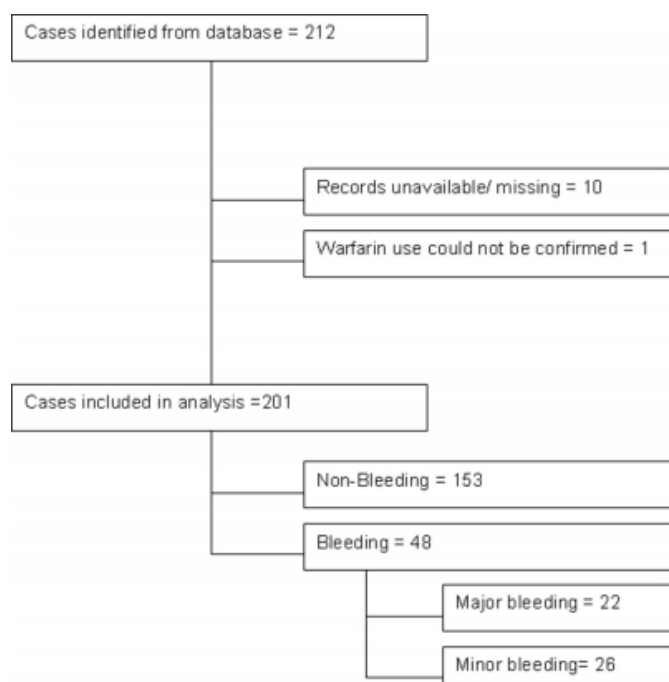 Cases identified from database = 212
Records unavailable/ missing = 10
Warfarin use could not be confirmed = 1
Cases included in analysis =201
Non-Bleeding = 153
Bleeding = 48
Major bleeding = 22
Minor bleeding= 26